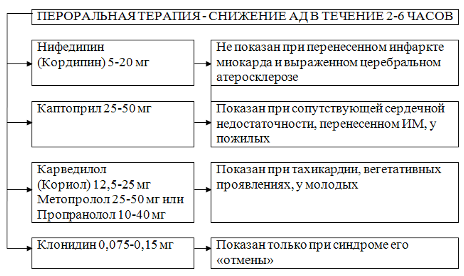 ПЕРОРАЛЬНАЯ ТЕРАПИЯ - СНИЖЕНИЕ АД В ТЕЧЕНИЕ 2-6 ЧАСОВ
Нифедипин
(Кордипин) 5-20 мг
Не показан при перенесенном инфаркте
миокарда и выраженном церебральном
атеросклерозе
Каптоприл 25-50 мг
Показан при сопутствующей сердечной
недостаточности, перенесенном ИМ, у
пожилых
Карведилол
(Кориол) 12,5-25 мг
Метопролол 25-50 мг или
Пропранолол 10-40 мг
Показан при тахикардии, вегетативных
проявлениях, у молодых
Клонидин 0,075-0,15 мг
Показан только при синдроме его
«отмены»